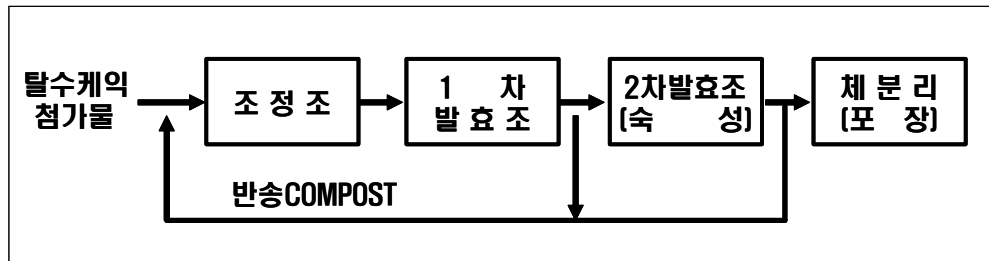 탈수케익
첨가물
조 정 조
1 차
발 효 조
2차발효조
(숙 성)
체 분 리
(포 장)
반송COMPOST